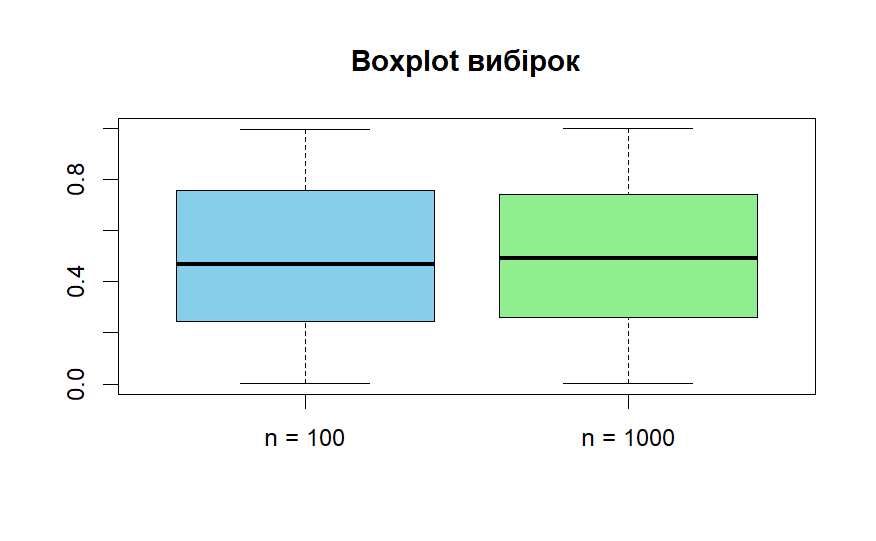 Boxplot вибірок
0.8
0.4
0.0
n = 100
n = 1000